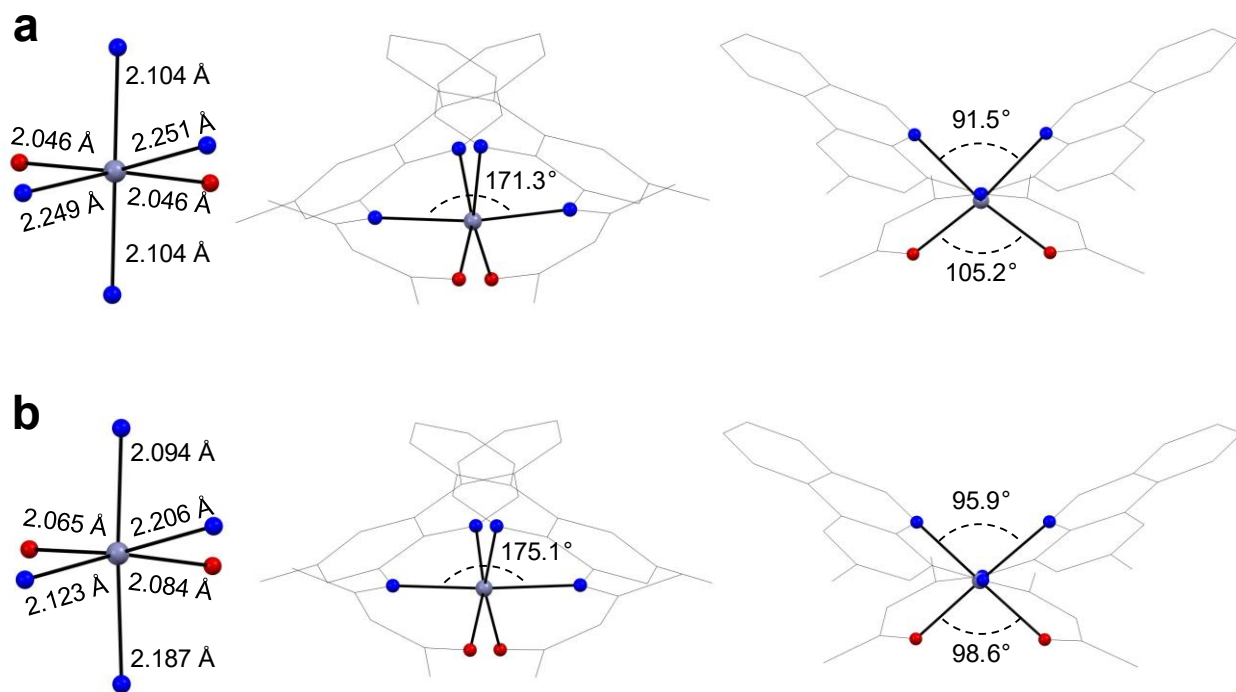 a
2.104 Å
2.046 Å
2.251 Å
2.249 Å
2.046 Å
2.104 Å
171.3°
91.5°
105.2°
b
2.094 Å
2.065 Å
2.206 Å
2.123 Å
2.084 Å
2.187 Å
175.1°
95.9°
98.6°